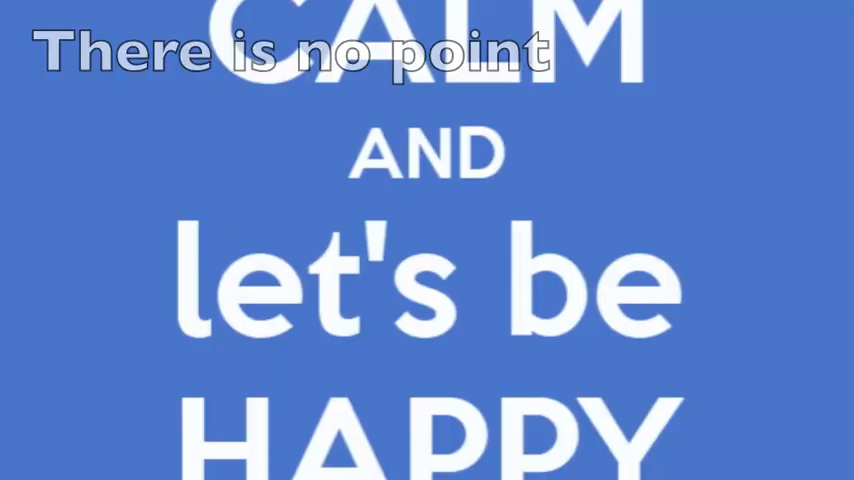 There is no point
CALM
AND
let's be
HAPPY